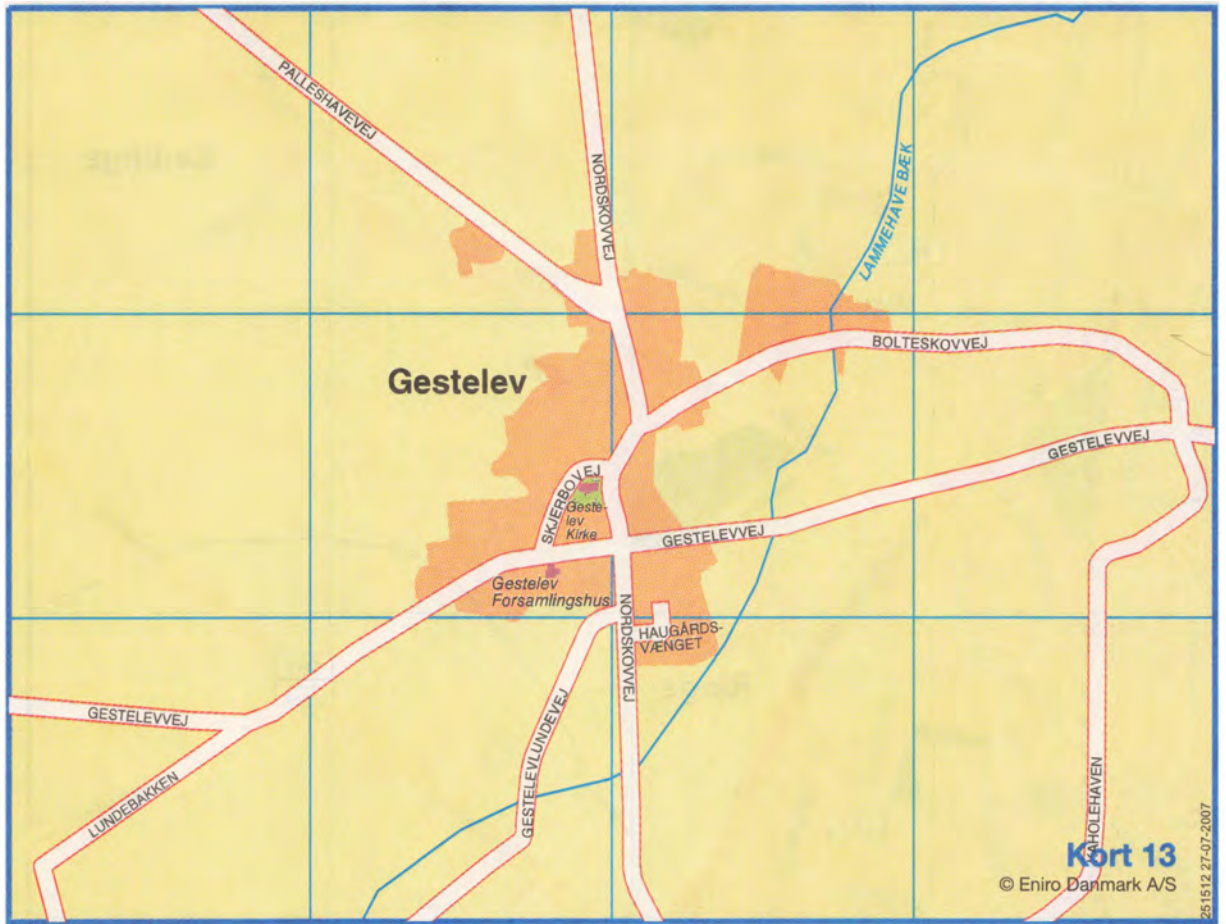 PALLESHAVEVEJ
NORDSKOVVEJ
LAMMEHAVE BÆK
BOLTESKOVVEJ
Gestelev
GESTELEVVEJ
SKJERBOVEJ
Geste-
lev
Kirke
GESTELEVVEJ
Gestelev
Forsamlingshus
NORDSKOVVEJ
HAUGÅRDS-
VÆNGET
GESTELEVVEJ
GESTELEVLUNDEVEJ
LUNDEBAKKEN
KAHOLEHAVEN
Kort 13
© Eniro Danmark A/S
251512 27-07-2007